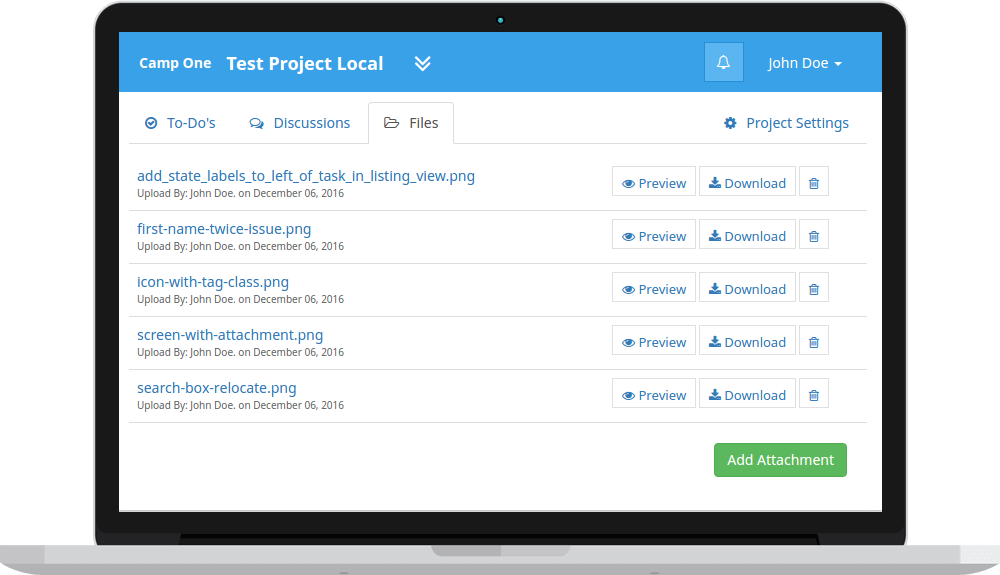 Camp One Test Project Local John Doe
To-Do's Discussions Files Project Settings
add_state_labels_to_left_of_task_in_listing_view.png
Upload By: John Doe. on December 06, 2016
Preview Download
first-name-twice-issue.png
Upload By: John Doe. on December 06, 2016
Preview Download
icon-with-tag-class.png
Upload By: John Doe. on December 06, 2016
Preview Download
screen-with-attachment.png
Upload By: John Doe. on December 06, 2016
Preview Download
search-box-relocate.png
Upload By: John Doe. on December 06, 2016
Preview Download
Add Attachment